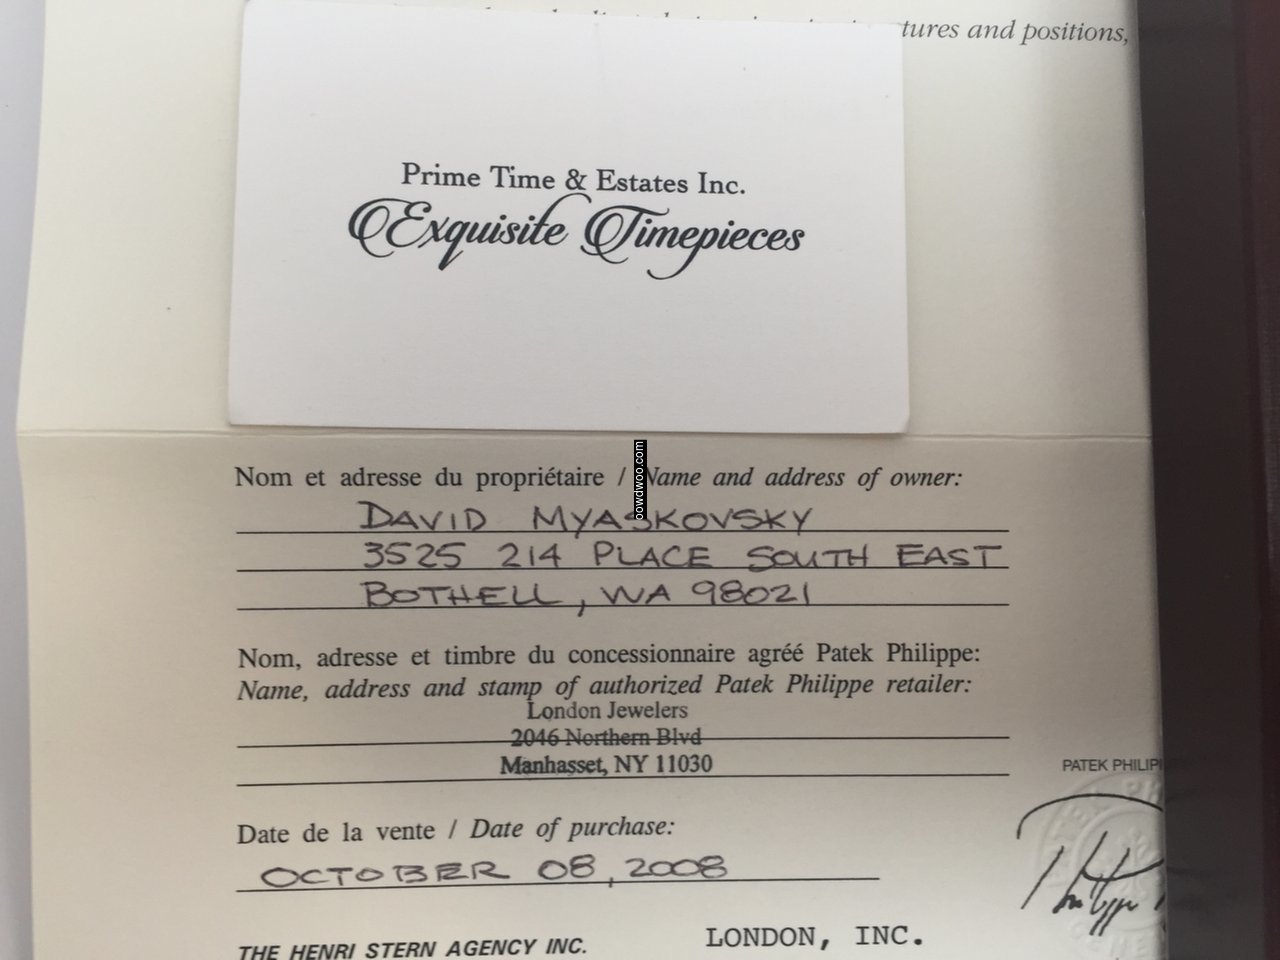 tures and positions,
Prime Time & Estates Inc.
Exquisite Timepieces
oowdwoo.com
Nom et adresse du propriétaire / Name and address of owner:
DAVID MYASKOVSKY
3525 214 PLACE SOUTH EAST
BOTHELL, WA 98021
Nom, adresse et timbre du concessionnaire agréé Patek Philippe:
Name, address and stamp of authorized Patek Philippe retailer:
London Jewelers
2046 Northern Blvd
Manhasset, NY 11030
PATEK PHILIPP
Date de la vente / Date of purchase:
OCTOBER 08, 2008
THE HENRI STERN AGENCY INC.
LONDON, INC.